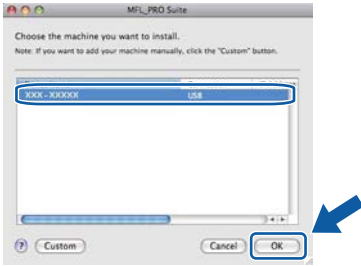 MFL_PRO Suite
Choose the machine you want to install.
Note: If you want to add your machine manually, click the "Custom" button.
XXX-XXXXX USB
? Custom Cancel OK